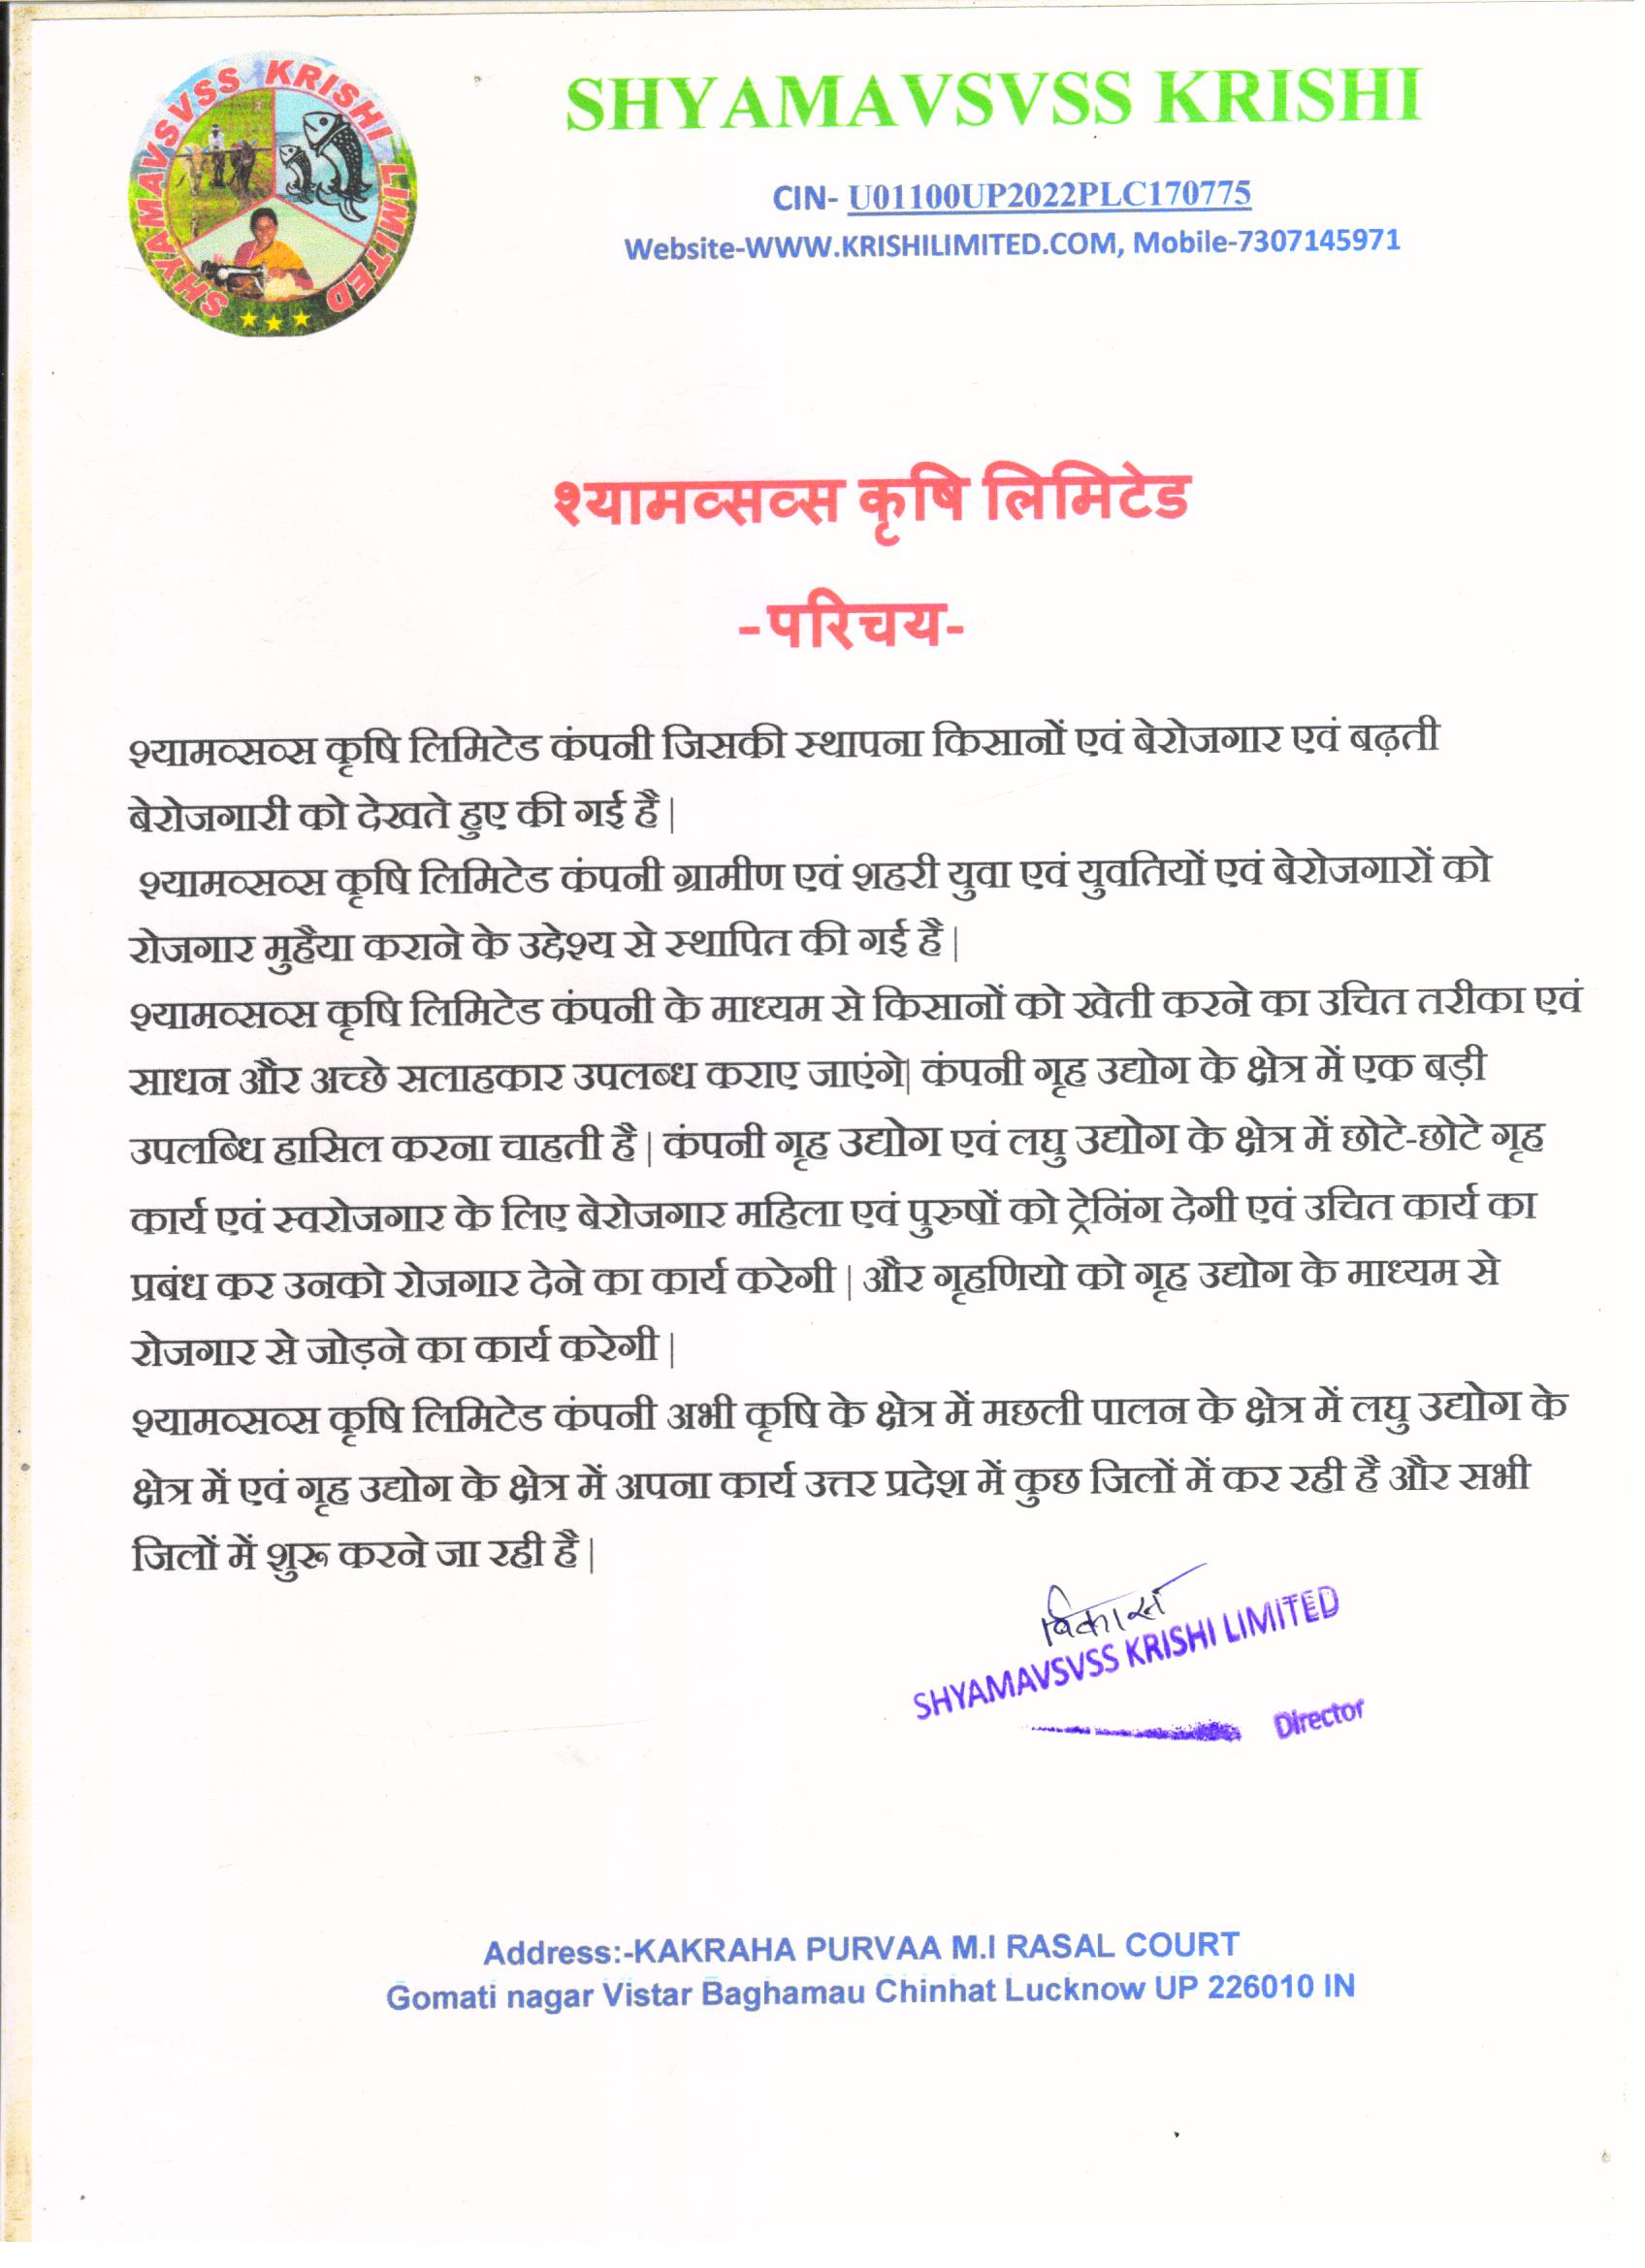 SHYAMAVSVSS KRISHI LIMITED
SHYAMAVSVSS KRISHI
CIN- U01100UP2022PLC170775
Website-WWW.KRISHILIMITED.COM, Mobile-7307145971
श्यामव्सव्स कृषि लिमिटेड
-परिचय-
श्यामव्सव्स कृषि लिमिटेड कंपनी जिसकी स्थापना किसानों एवं बेरोजगार एवं बढ़ती
बेरोजगारी को देखते हुए की गई है|
श्यामव्सव्स कृषि लिमिटेड कंपनी ग्रामीण एवं शहरी युवा एवं युवतियों एवं बेरोजगारों को
रोजगार मुहैया कराने के उद्देश्य से स्थापित की गई है|
श्यामव्सव्स कृषि लिमिटेड कंपनी के माध्यम से किसानों को खेती करने का उचित तरीका एवं
साधन और अच्छे सलाहकार उपलब्ध कराए जाएंगे| कंपनी गृह उद्योग के क्षेत्र में एक बड़ी
उपलब्धि हासिल करना चाहती है| कंपनी गृह उद्योग एवं लघु उद्योग के क्षेत्र में छोटे-छोटे गृह
कार्य एवं स्वरोजगार के लिए बेरोजगार महिला एवं पुरुषों को ट्रेनिंग देगी एवं उचित कार्य का
प्रबंध कर उनको रोजगार देने का कार्य करेगी| और गृहणियो को गृह उद्योग के माध्यम से
रोजगार से जोड़ने का कार्य करेगी|
श्यामव्सव्स कृषि लिमिटेड कंपनी अभी कृषि के क्षेत्र में मछली पालन के क्षेत्र में लघु उद्योग के
क्षेत्र में एवं गृह उद्योग के क्षेत्र में अपना कार्य उत्तर प्रदेश में कुछ जिलों में कर रही है और सभी
जिलों में शुरू करने जा रही है|
विकास
SHYAMAVSVSS KRISHI LIMITED
Director
Address:-KAKRAHA PURVAA M.I RASAL COURT
Gomati nagar Vistar Baghamau Chinhat Lucknow UP 226010 IN